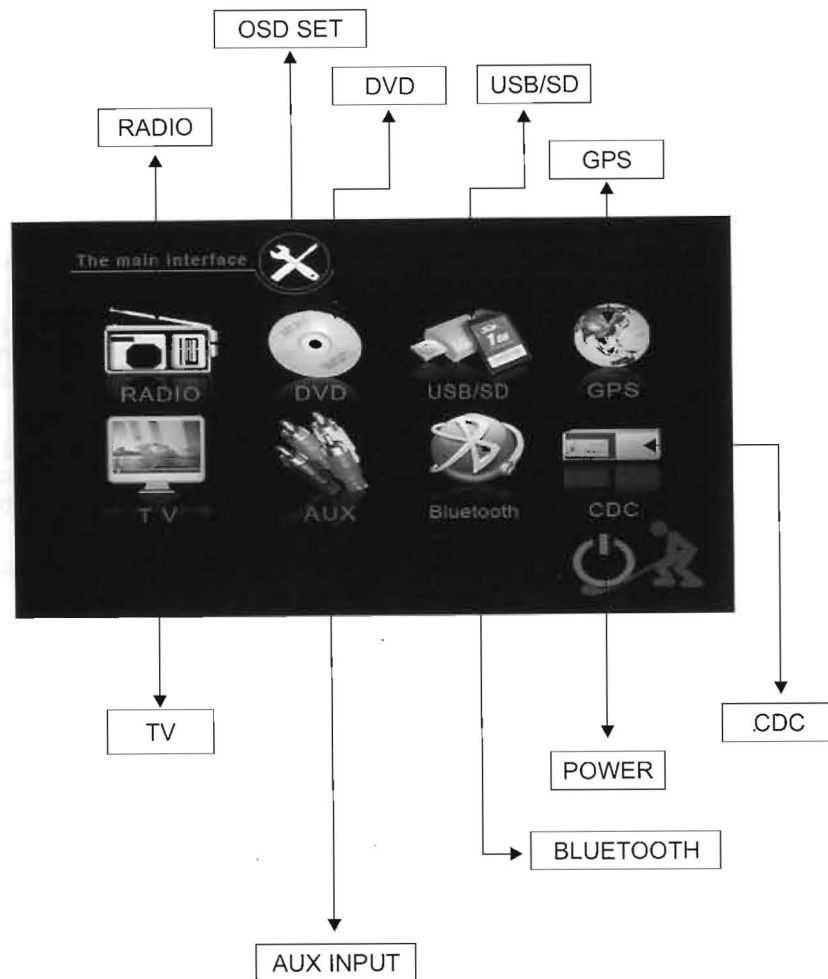 OSD SET
DVD
USB/SD
RADIO
GPS
The main interface
RADIO
DVD
USB/SD
GPS
TV
AUX
Bluetooth
CDC
TV
CDC
POWER
BLUETOOTH
AUX INPUT